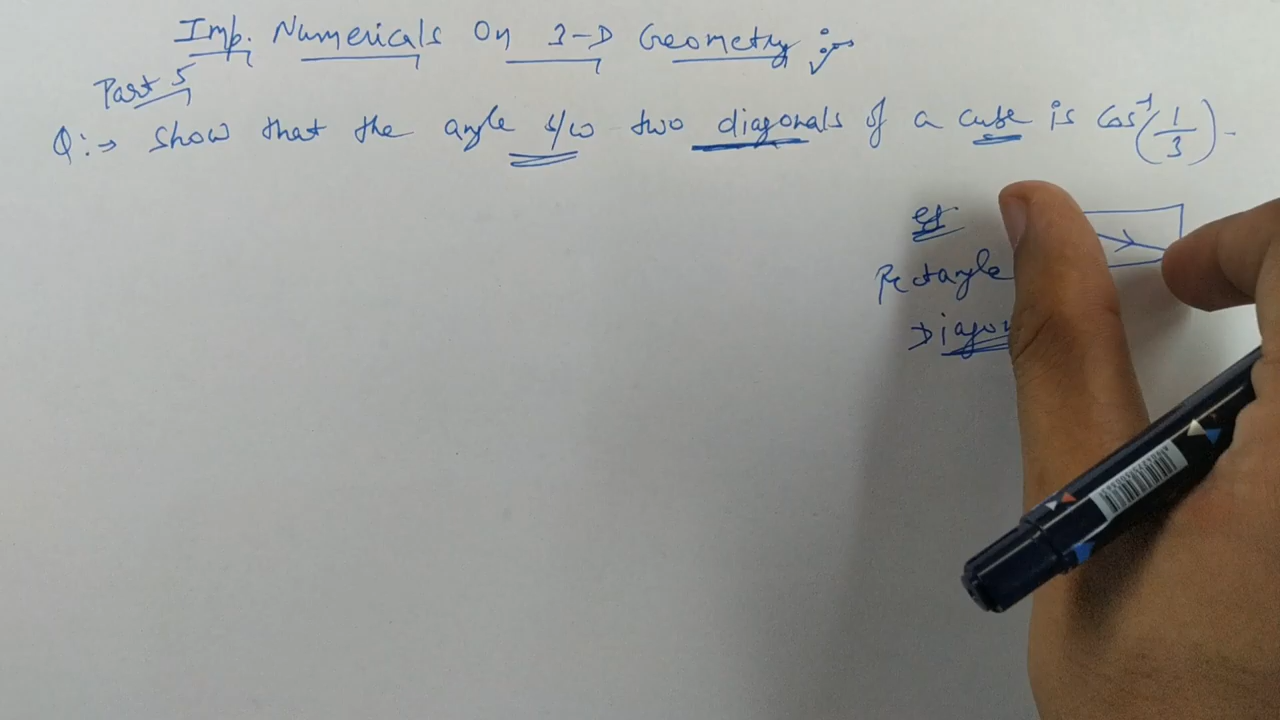 Imp. Numericals On 3-D Geometry :-
Part 5
Q:→ Show that the angle b/w two diagonals of a cube is Cos⁻¹(1/3).
eg
Rectangle